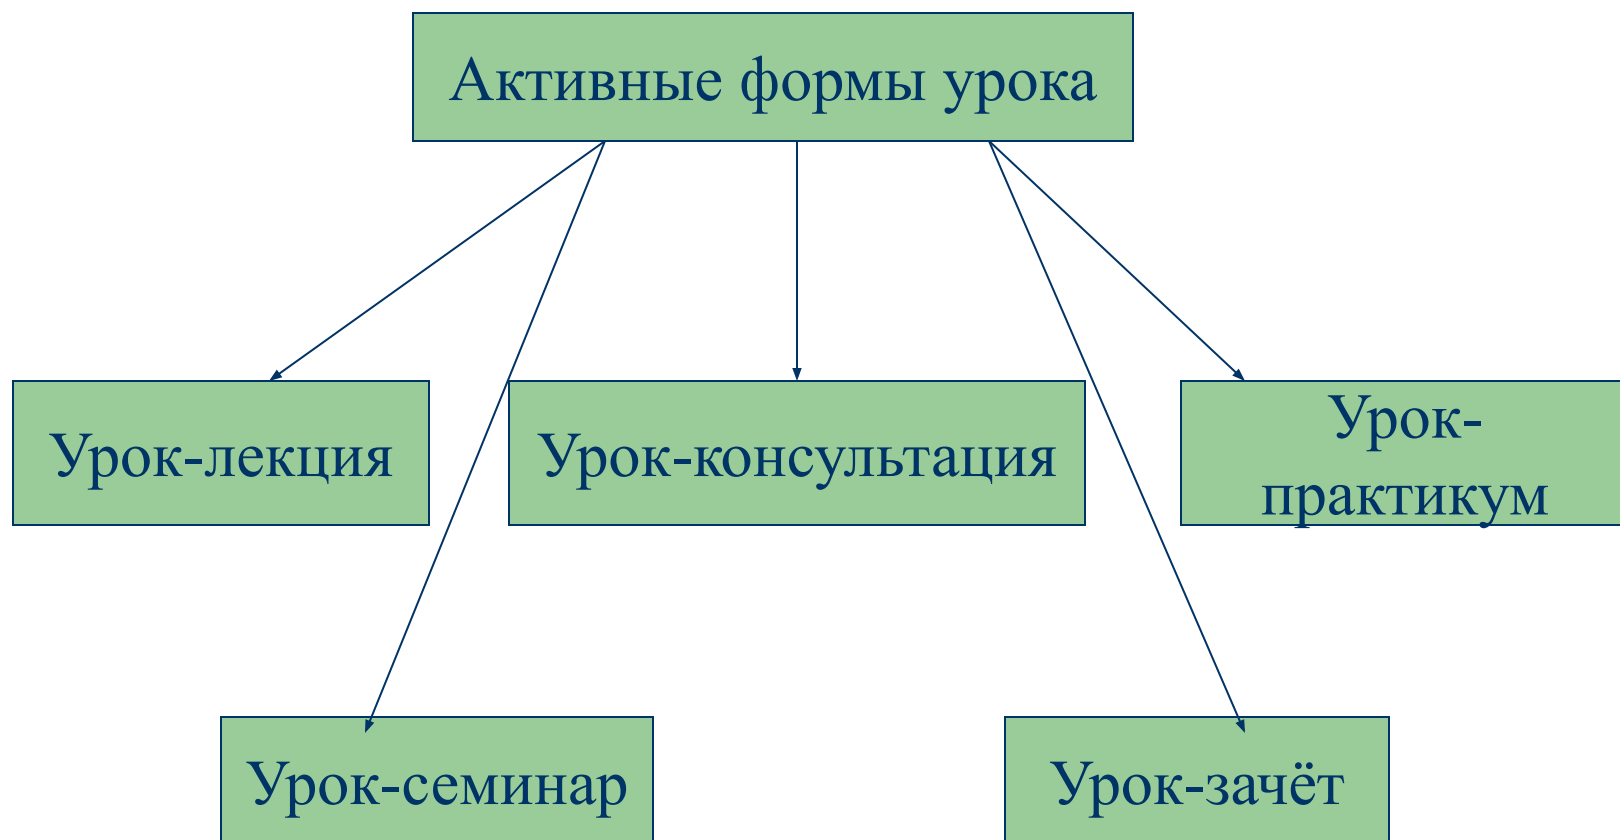 Активные формы урока
Урок-лекция
Урок-консультация
Урок-
практикум
Урок-семинар
Урок-зачёт